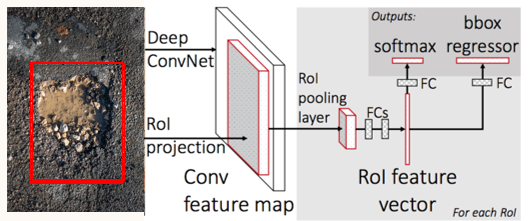 Outputs:
softmax
bbox
regressor
Deep
ConvNet
RoI
projection
Conv
feature map
RoI
pooling
layer
FCs
FC
FC
RoI feature
vector
For each RoI